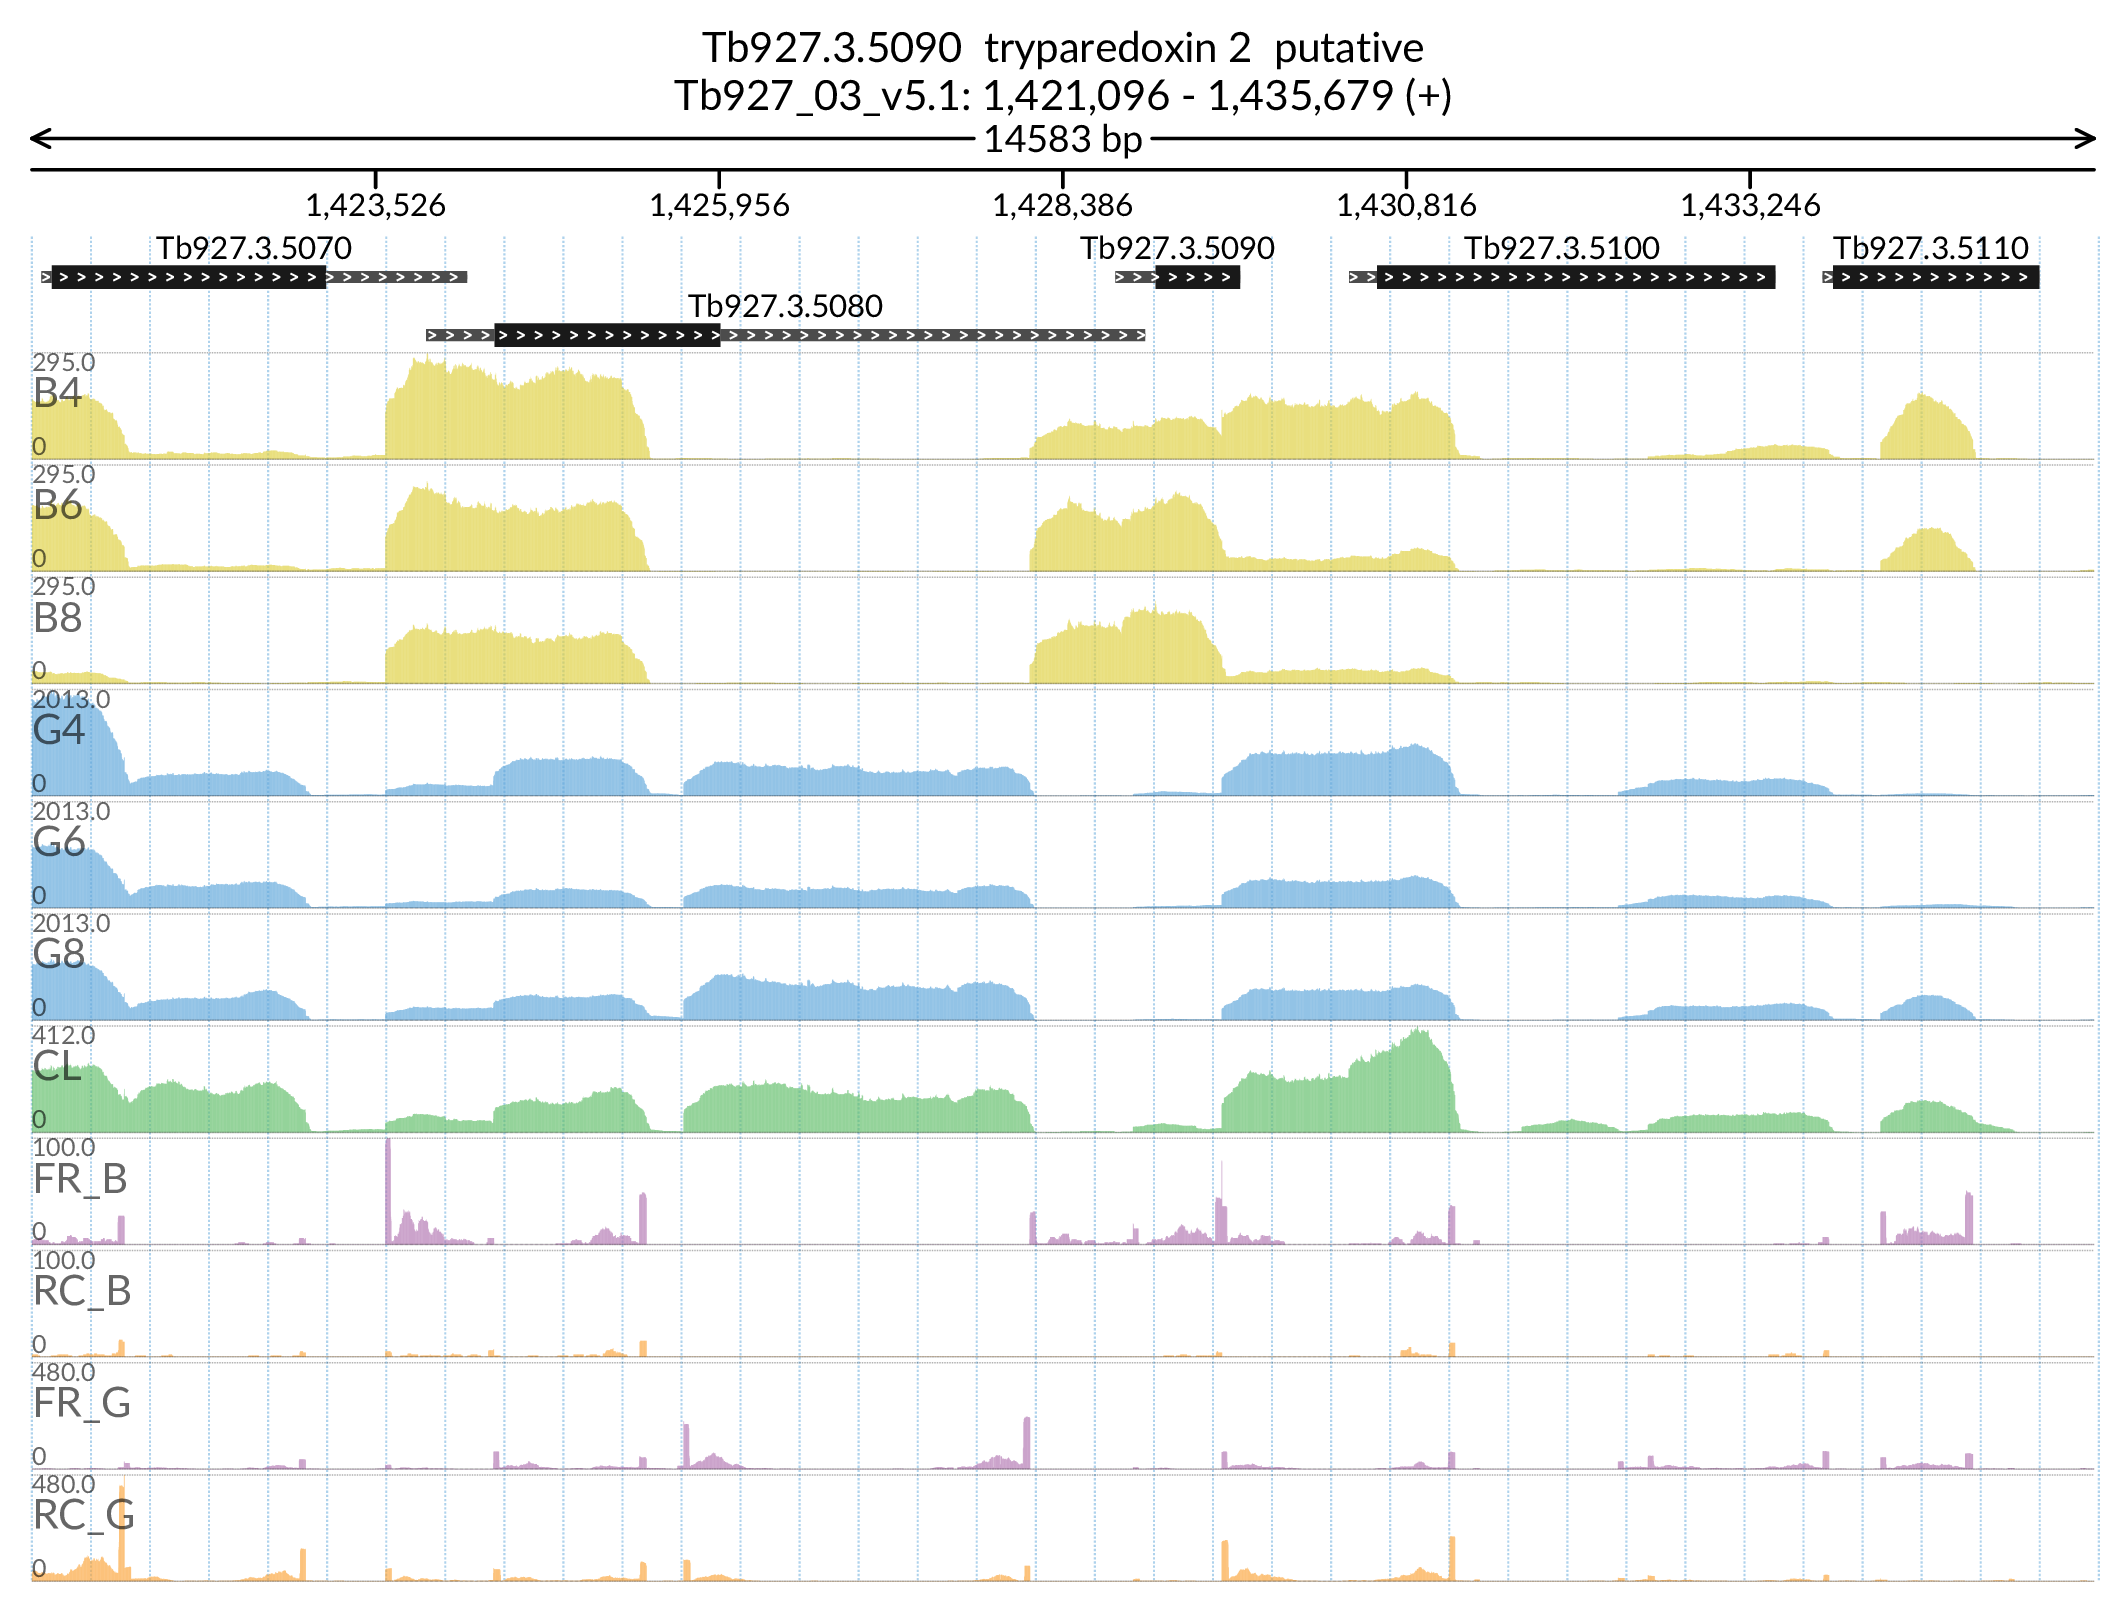 Tb927.3.5090 tryparedoxin 2 putative
Tb927_03_v5.1: 1,421,096 - 1,435,679 (+)
14583 bp
1,423,526 1,425,956 1,428,386 1,430,816 1,433,246
Tb927.3.5070 Tb927.3.5090 Tb927.3.5100 Tb927.3.5110
Tb927.3.5080
295.0
B4
0
295.0
B6
0
295.0
B8
0
2013.0
G4
0
2013.0
G6
0
2013.0
G8
0
412.0
CL
0
100.0
FR_B
0
100.0
RC_B
0
480.0
FR_G
0
480.0
RC_G
0